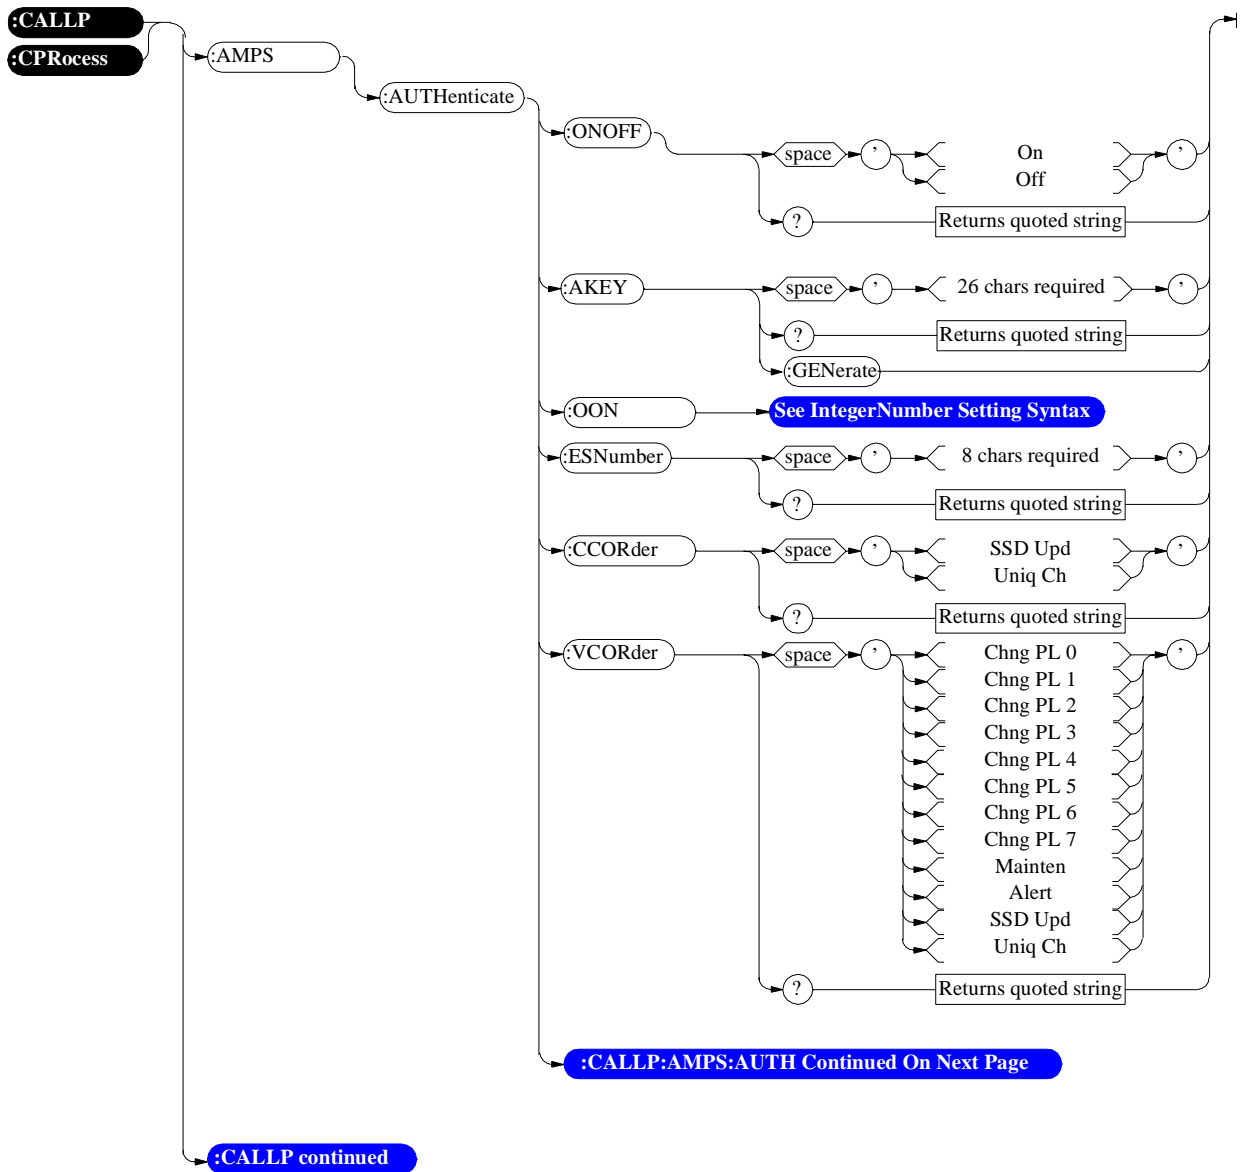 :CALLP
:CPRocess
:AMPS
:AUTHenticate
:ONOFF
space ' On '
Off
? Returns quoted string
:AKEY
space ' 26 chars required '
? Returns quoted string
:GENerate
:OON
See IntegerNumber Setting Syntax
:ESNumber
space ' 8 chars required '
? Returns quoted string
:CCORder
space ' SSD Upd '
Uniq Ch
? Returns quoted string
:VCORder
space ' Chng PL 0 '
Chng PL 1
Chng PL 2
Chng PL 3
Chng PL 4
Chng PL 5
Chng PL 6
Chng PL 7
Mainten
Alert
SSD Upd
Uniq Ch
? Returns quoted string
:CALLP:AMPS:AUTH Continued On Next Page
:CALLP continued